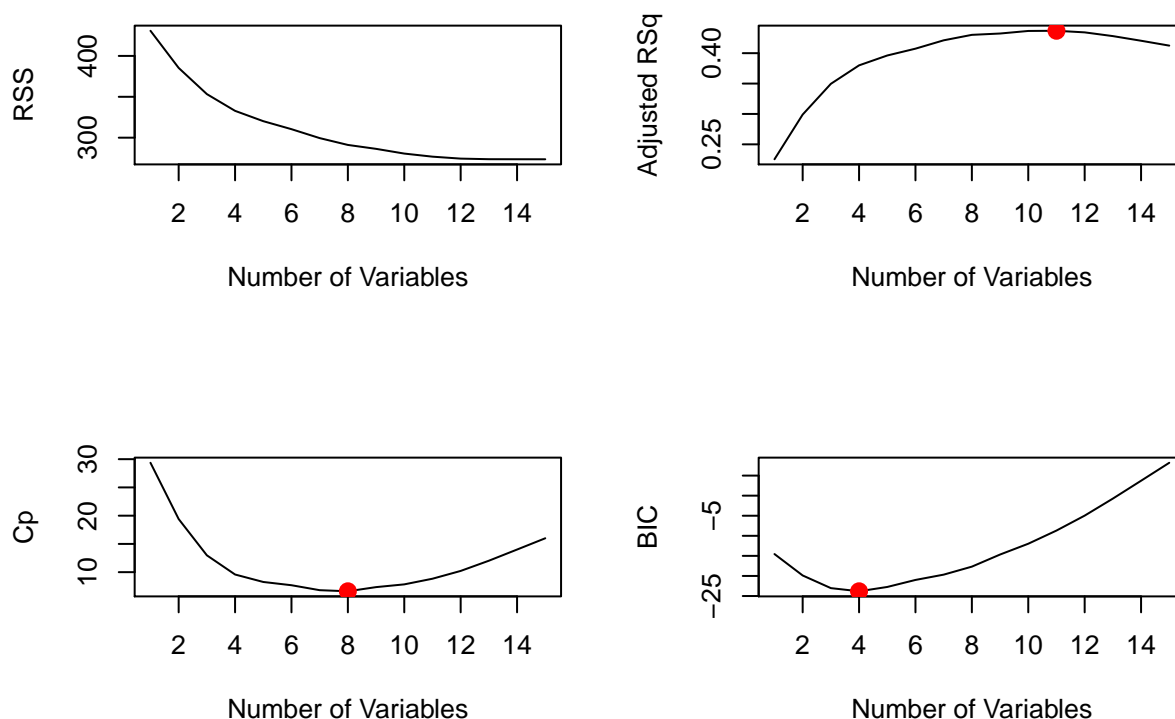 RSS
400
300
2 4 6 8 10 12 14
Number of Variables
Adjusted RSq
0.40
0.25
2 4 6 8 10 12 14
Number of Variables
Cp
30
20
10
2 4 6 8 10 12 14
Number of Variables
BIC
−5
−25
2 4 6 8 10 12 14
Number of Variables